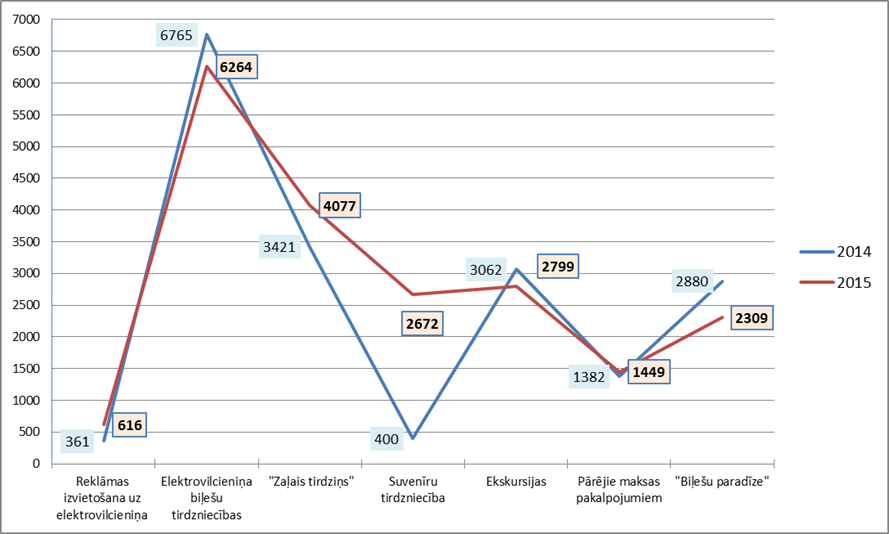 7000
6500
6000
5500
5000
4500
4000
3500
3000
2500
2000
1500
1000
500
0
6765
6264
4077
3421
3062
2799
2880
2672
2309
1382
1449
361
616
400
2014
2015
Reklāmas
izvietošana uz
elektrovilcieniņa
Elektrovilcieniņa
biļešu
tirdzniecības
"Zaļais tirdziņš"
Suvenīru
tirdzniecība
Ekskursijas
Pārējie maksas
pakalpojumiem
"Biļešu paradīze"